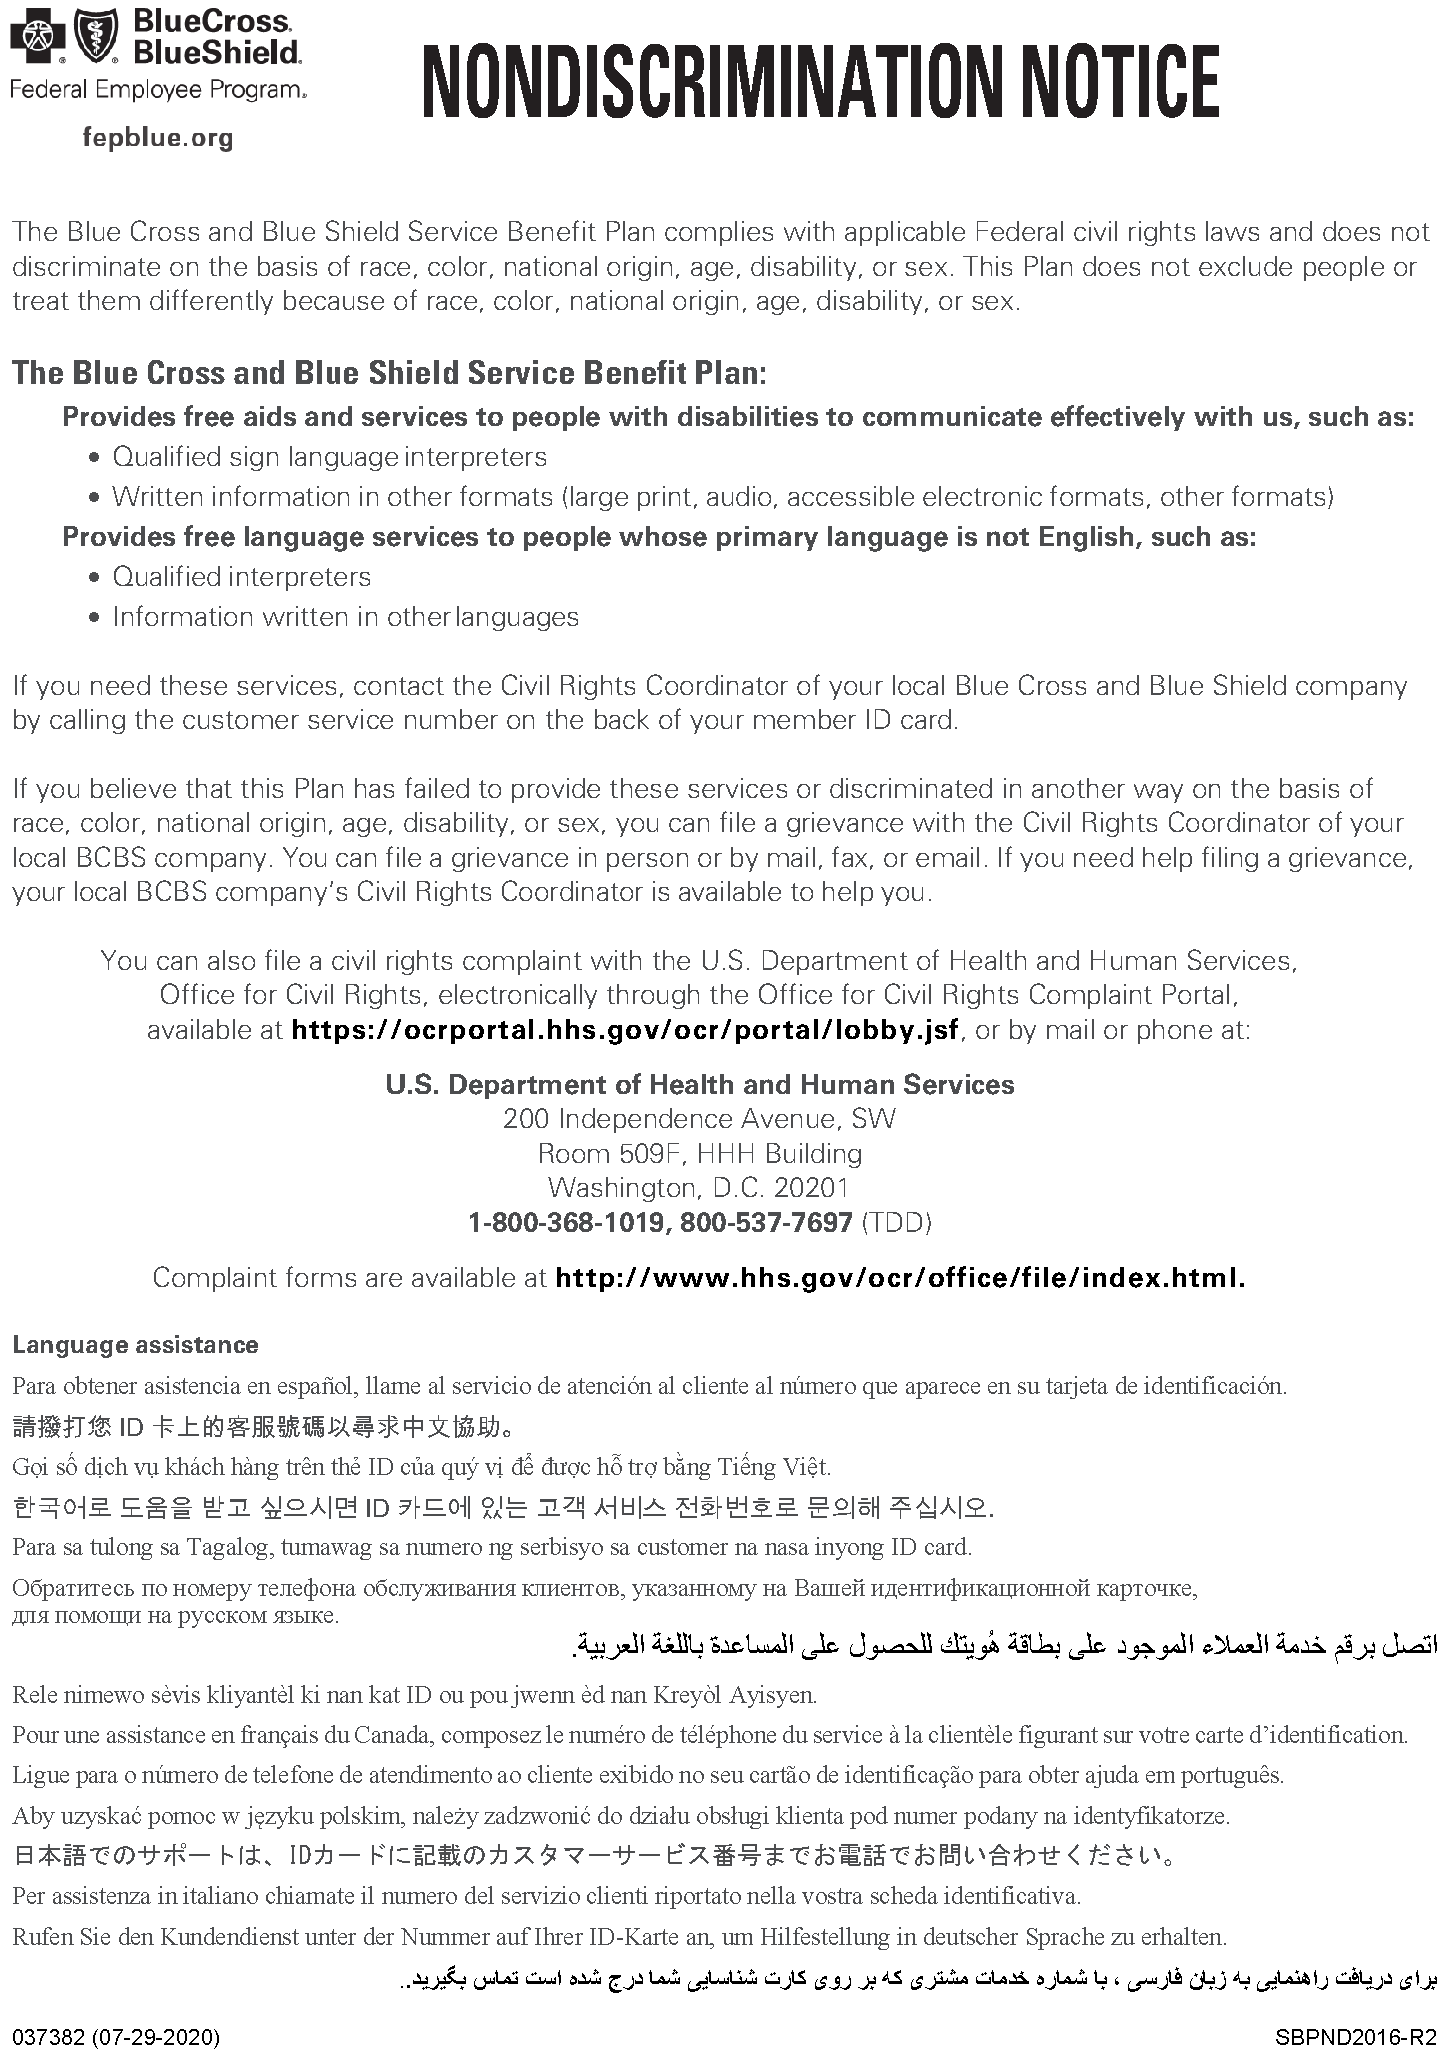 BlueCross
BlueShield
Federal Employee Program.
fepblue.org
NONDISCRIMINATION NOTICE
The Blue Cross and Blue Shield Service Benefit Plan complies with applicable Federal civil rights laws and does not
discriminate on the basis of race, color, national origin, age, disability, or sex. This Plan does not exclude people or
treat them differently because of race, color, national origin, age, disability, or sex.
The Blue Cross and Blue Shield Service Benefit Plan:
Provides free aids and services to people with disabilities to communicate effectively with us, such as:
• Qualified sign language interpreters
• Written information in other formats (large print, audio, accessible electronic formats, other formats)
Provides free language services to people whose primary language is not English, such as:
• Qualified interpreters
• Information written in other languages
If you need these services, contact the Civil Rights Coordinator of your local Blue Cross and Blue Shield company
by calling the customer service number on the back of your member ID card.
If you believe that this Plan has failed to provide these services or discriminated in another way on the basis of
race, color, national origin, age, disability, or sex, you can file a grievance with the Civil Rights Coordinator of your
local BCBS company. You can file a grievance in person or by mail, fax, or email. If you need help filing a grievance,
your local BCBS company's Civil Rights Coordinator is available to help you.
You can also file a civil rights complaint with the U.S. Department of Health and Human Services,
Office for Civil Rights, electronically through the Office for Civil Rights Complaint Portal,
available at https://ocrportal.hhs.gov/ocr/portal/lobby.jsf, or by mail or phone at:
U.S. Department of Health and Human Services
200 Independence Avenue, SW
Room 509F, HHH Building
Washington, D.C. 20201
1-800-368-1019, 800-537-7697 (TDD)
Complaint forms are available at http://www.hhs.gov/ocr/office/file/index.html.
Language assistance
Para obtener asistencia en español, llame al servicio de atención al cliente al número que aparece en su tarjeta de identificación.
請撥打您 ID 卡上的客服號碼以尋求中文協助。
Gọi số dịch vụ khách hàng trên thẻ ID của quý vị để được hỗ trợ bằng Tiếng Việt.
한국어로 도움을 받고 싶으시면 ID 카드에 있는 고객 서비스 전화번호로 문의해 주십시오.
Para sa tulong sa Tagalog, tumawag sa numero ng serbisyo sa customer na nasa inyong ID card.
Обратитесь по номеру телефона обслуживания клиентов, указанному на Вашей идентификационной карточке,
для помощи на русском языке.
اتصل برقم خدمة العملاء الموجود على بطاقة هُويتك للحصول على المساعدة باللغة العربية.
Rele nimewo sèvis kliyantèl ki nan kat ID ou pou jwenn èd nan Kreyòl Ayisyen.
Pour une assistance en français du Canada, composez le numéro de téléphone du service à la clientèle figurant sur votre carte d'identification.
Ligue para o número de telefone de atendimento ao cliente exibido no seu cartão de identificação para obter ajuda em português.
Aby uzyskać pomoc w języku polskim, należy zadzwonić do działu obsługi klienta pod numer podany na identyfikatorze.
日本語でのサポートは、IDカードに記載のカスタマーサービス番号までお電話でお問い合わせください。
Per assistenza in italiano chiamate il numero del servizio clienti riportato nella vostra scheda identificativa.
Rufen Sie den Kundendienst unter der Nummer auf Ihrer ID-Karte an, um Hilfestellung in deutscher Sprache zu erhalten.
برای دریافت راهنمایی به زبان فارسی ، با شماره خدمات مشتری که بر روی کارت شناسایی شما درج شده است تماس بگیرید..
037382 (07-29-2020)
SBPND2016-R2